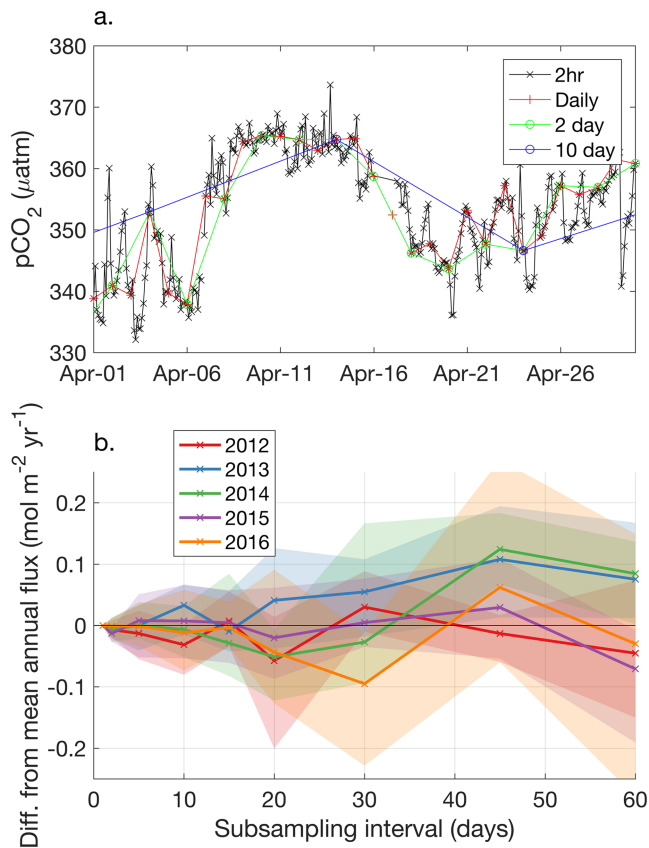 a.
380
370
360
350
340
330
pCO2 (μatm)
2hr
Daily
2 day
10 day
Apr-01
Apr-06
Apr-11
Apr-16
Apr-21
Apr-26
b.
2012
2013
2014
2015
2016
0.2
0.1
0
-0.1
-0.2
Diff. from mean annual flux (mol m−2 yr−1)
0
10
20
30
40
50
60
Subsampling interval (days)